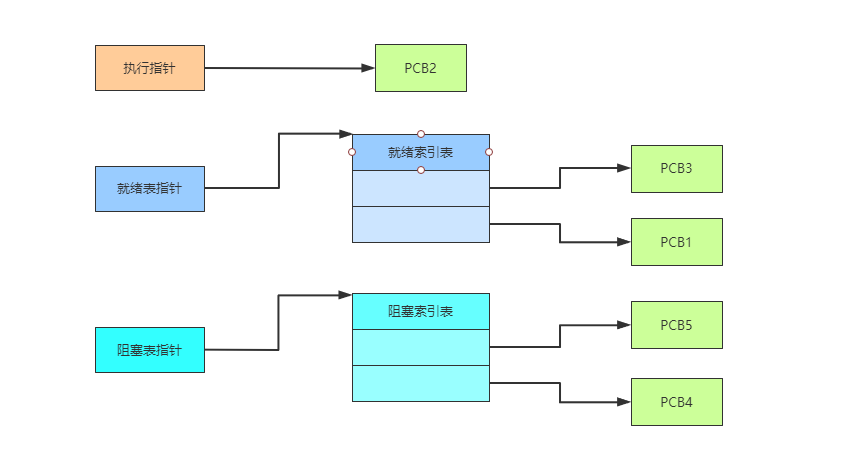 执行指针
PCB2
就绪索引表
就绪表指针
PCB3
PCB1
阻塞索引表
阻塞表指针
PCB5
PCB4